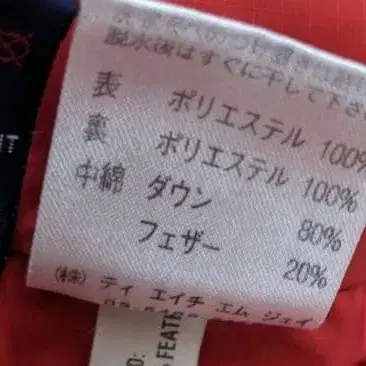 脱水後はすぐに干して下さ
表 ポリエステル 100%
裏 ポリエステル 100%
中綿 ダウン 80%
フェザー 20%
(株) ティ エイチ エム ジェイ
FEATH